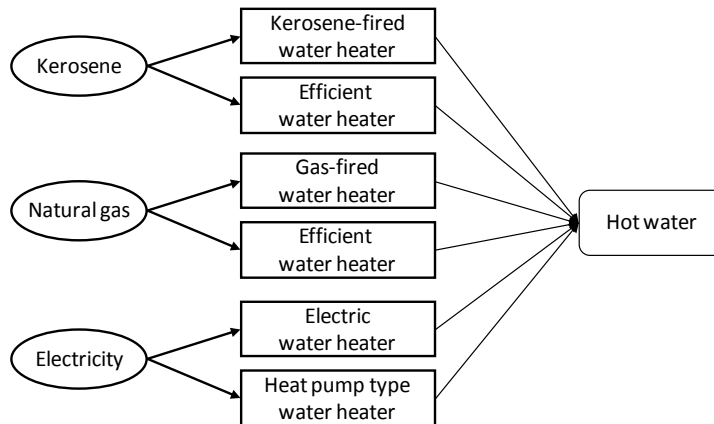 Kerosene
Kerosene-fired
water heater
Efficient
water heater
Natural gas
Gas-fired
water heater
Efficient
water heater
Electricity
Electric
water heater
Heat pump type
water heater
Hot water